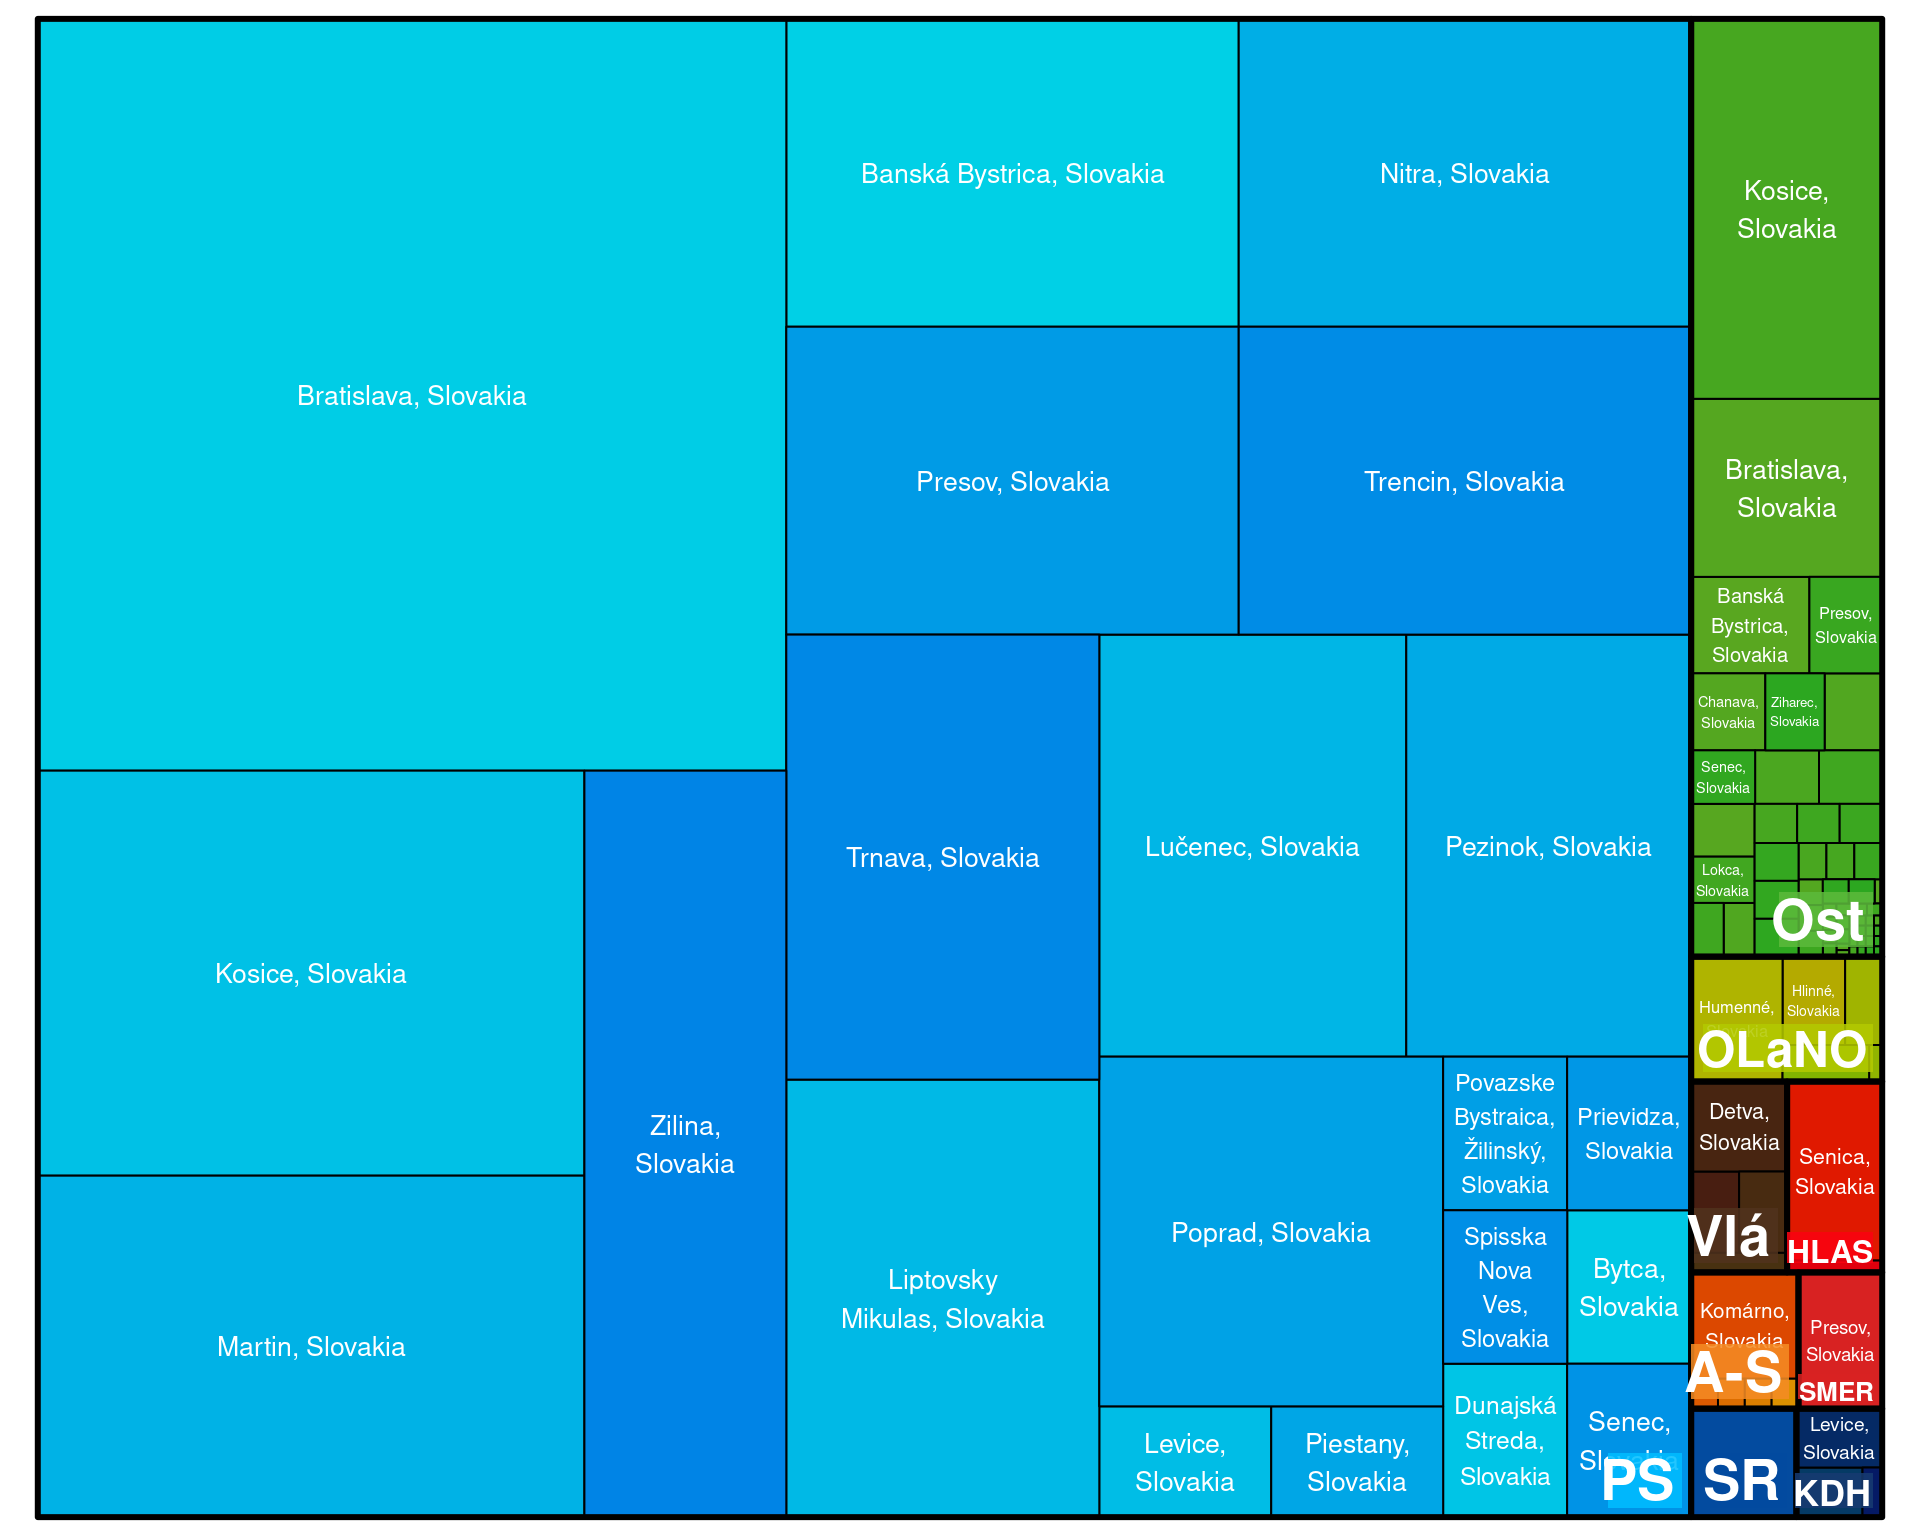 Bratislava, Slovakia
Kosice, Slovakia
Martin, Slovakia
Zilina,
Slovakia
Banská Bystrica, Slovakia
Nitra, Slovakia
Presov, Slovakia
Trencin, Slovakia
Trnava, Slovakia
Liptovsky
Mikulas, Slovakia
Lučenec, Slovakia
Pezinok, Slovakia
Poprad, Slovakia
Levice,
Slovakia
Piestany,
Slovakia
Povazske
Bystraica,
Žilinský,
Slovakia
Prievidza,
Slovakia
Spisska
Nova
Ves,
Slovakia
Bytca,
Slovakia
Dunajská
Streda,
Slovakia
Senec,
Slovakia
PS
Kosice,
Slovakia
Bratislava,
Slovakia
Banská
Bystrica,
Slovakia
Presov,
Slovakia
Chanava,
Slovakia
Ziharec,
Slovakia
Senec,
Slovakia
Lokca,
Slovakia
Ost
Humenné,
Slovakia
Hlinné,
Slovakia
OLaNO
Detva,
Slovakia
Vlá
Senica,
Slovakia
HLAS
Komárno,
Slovakia
A-S
Presov,
Slovakia
SMER
SR
Levice,
Slovakia
KDH